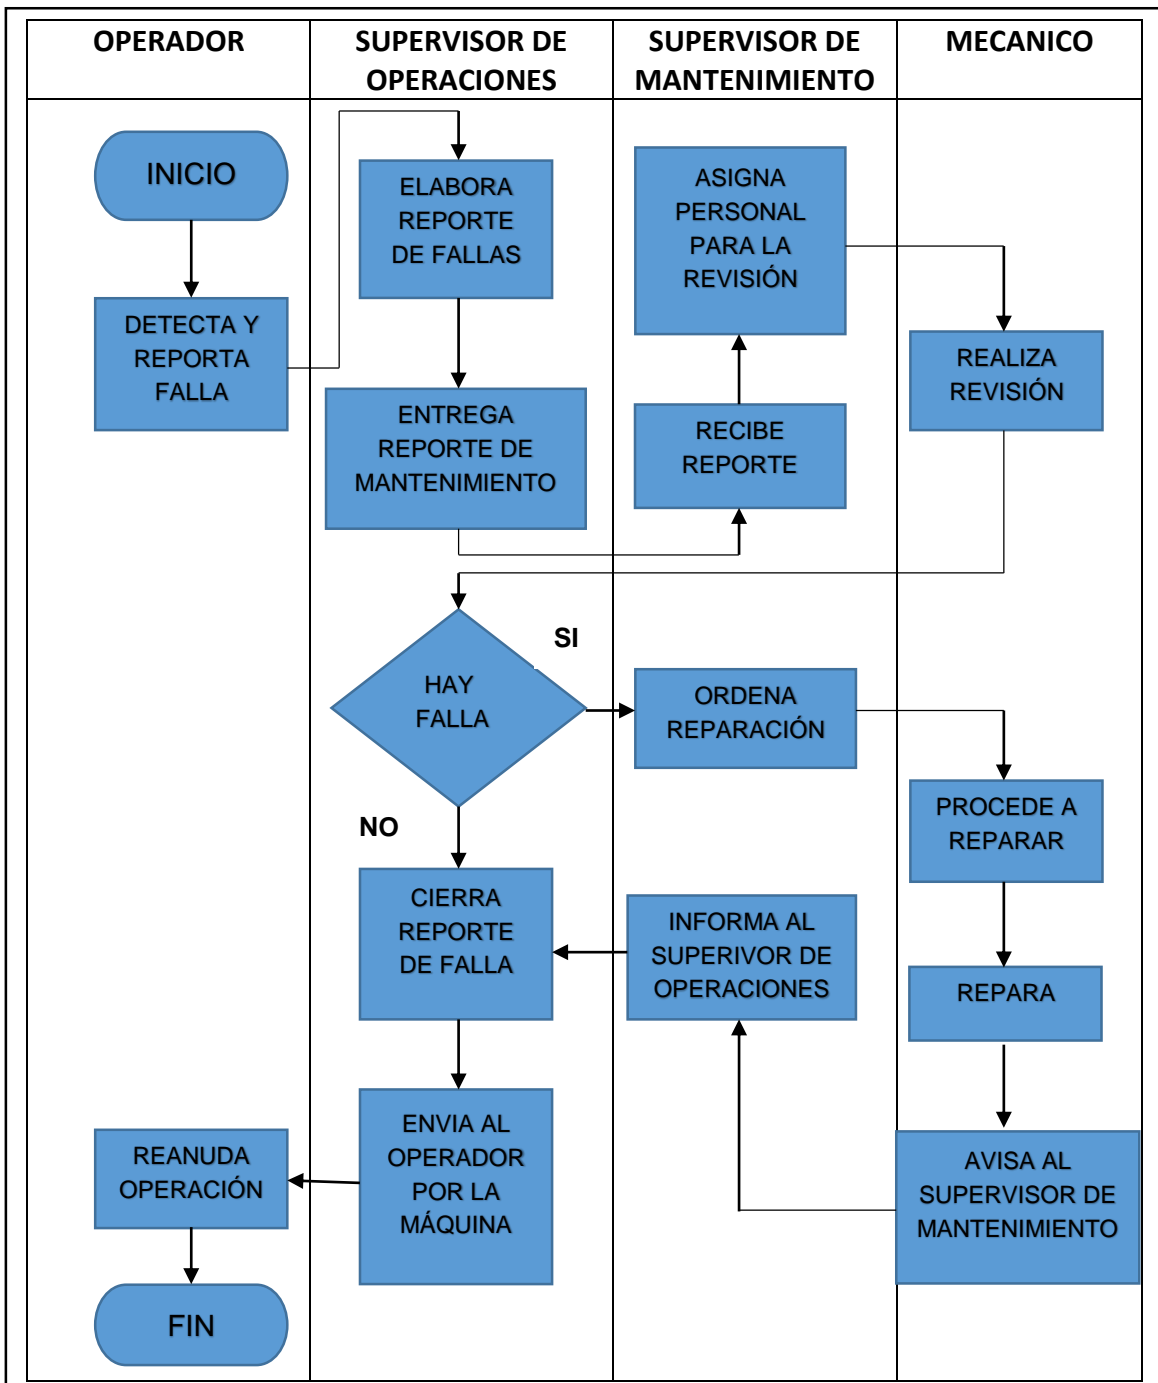 OPERADOR
SUPERVISOR DE
OPERACIONES
SUPERVISOR DE
MANTENIMIENTO
MECANICO
INICIO
DETECTA Y
REPORTA
FALLA
ELABORA
REPORTE
DE FALLAS
ENTREGA
REPORTE DE
MANTENIMIENTO
ASIGNA
PERSONAL
PARA LA
REVISIÓN
RECIBE
REPORTE
REALIZA
REVISIÓN
HAY
FALLA
SI
NO
ORDENA
REPARACIÓN
PROCEDE A
REPARAR
CIERRA
REPORTE
DE FALLA
INFORMA AL
SUPERIVOR DE
OPERACIONES
REPARA
REANUDA
OPERACIÓN
ENVIA AL
OPERADOR
POR LA
MÁQUINA
AVISA AL
SUPERVISOR DE
MANTENIMIENTO
FIN